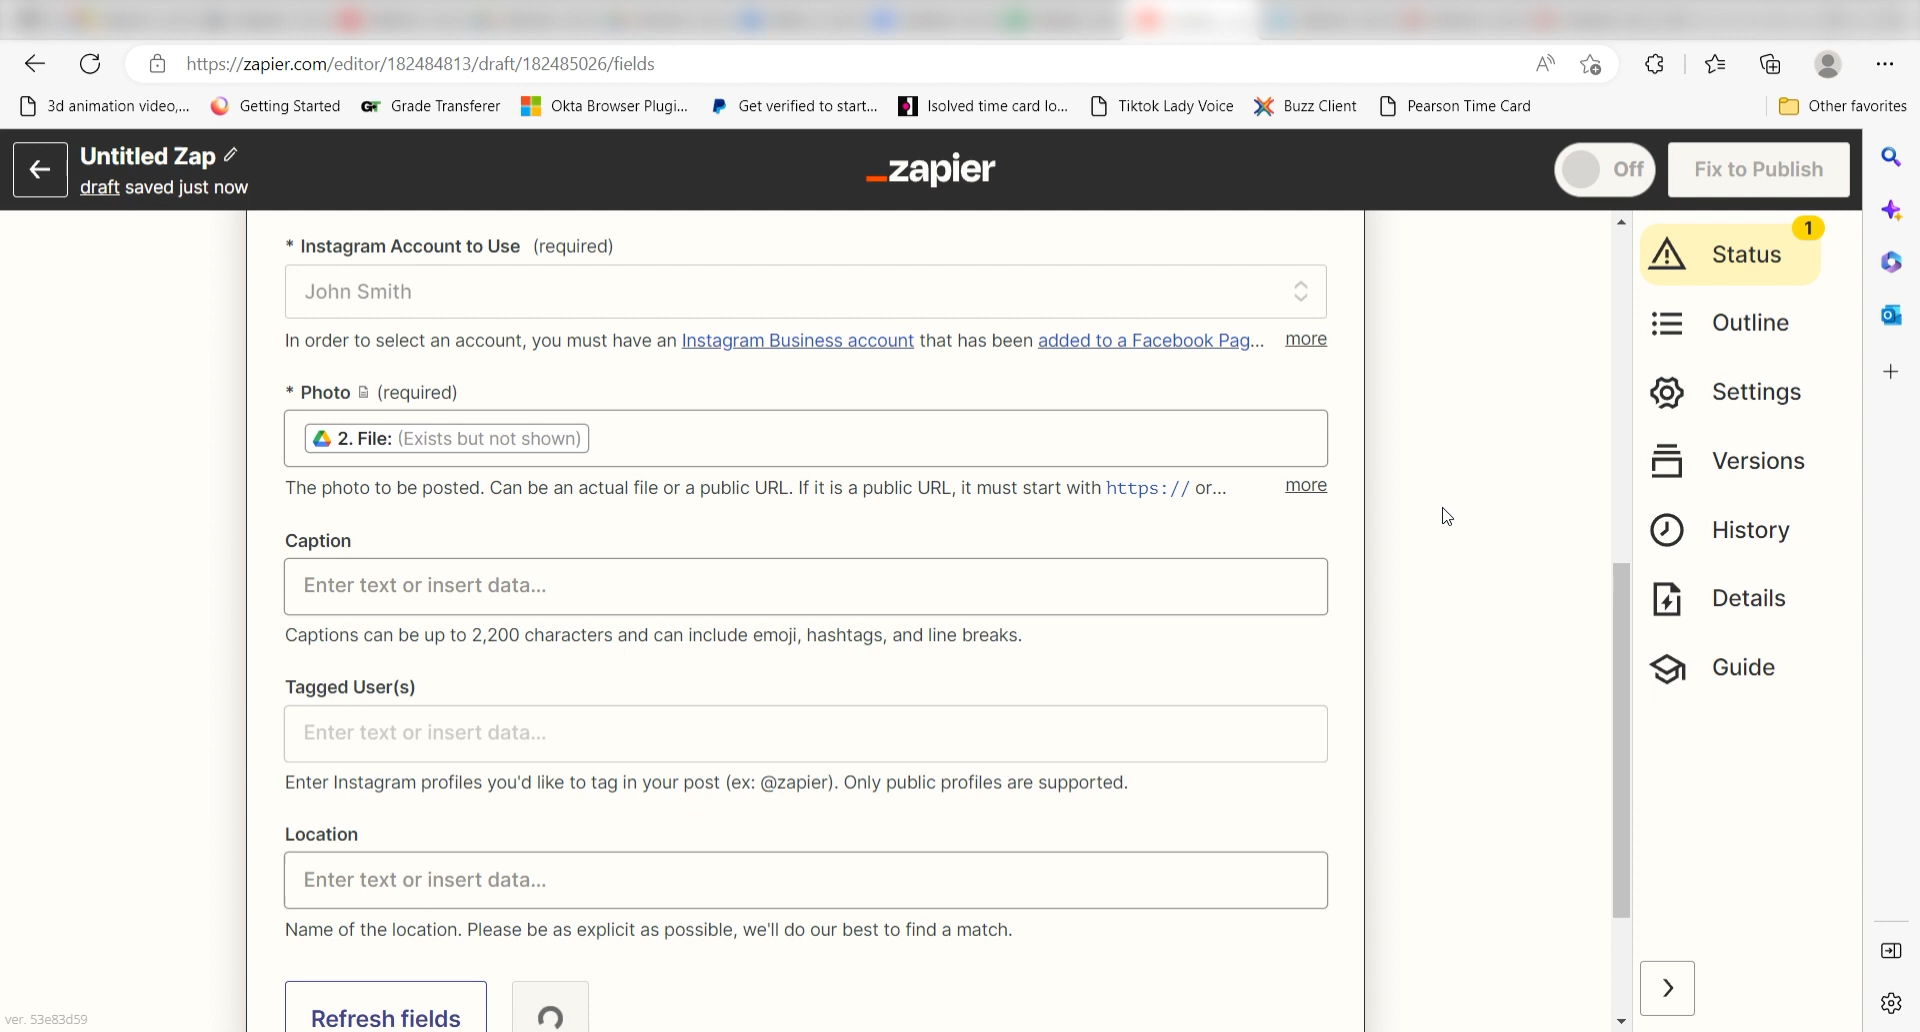 https://zapier.com/editor/182484813/draft/182485026/fields
3d animation video,... Getting Started GT Grade Transferer Okta Browser Plugi... Get verified to start... Isolved time card lo... Tiktok Lady Voice Buzz Client Pearson Time Card Other favorites
Untitled Zap
draft saved just now
_zapier
Off
Fix to Publish
* Instagram Account to Use (required)
John Smith
In order to select an account, you must have an Instagram Business account that has been added to a Facebook Pag... more
* Photo (required)
2. File: (Exists but not shown)
The photo to be posted. Can be an actual file or a public URL. If it is a public URL, it must start with https:// or... more
Caption
Enter text or insert data...
Captions can be up to 2,200 characters and can include emoji, hashtags, and line breaks.
Tagged User(s)
Enter text or insert data...
Enter Instagram profiles you'd like to tag in your post (ex: @zapier). Only public profiles are supported.
Location
Enter text or insert data...
Name of the location. Please be as explicit as possible, we'll do our best to find a match.
Refresh fields
1
Status
Outline
Settings
Versions
History
Details
Guide
ver. 53e83d59